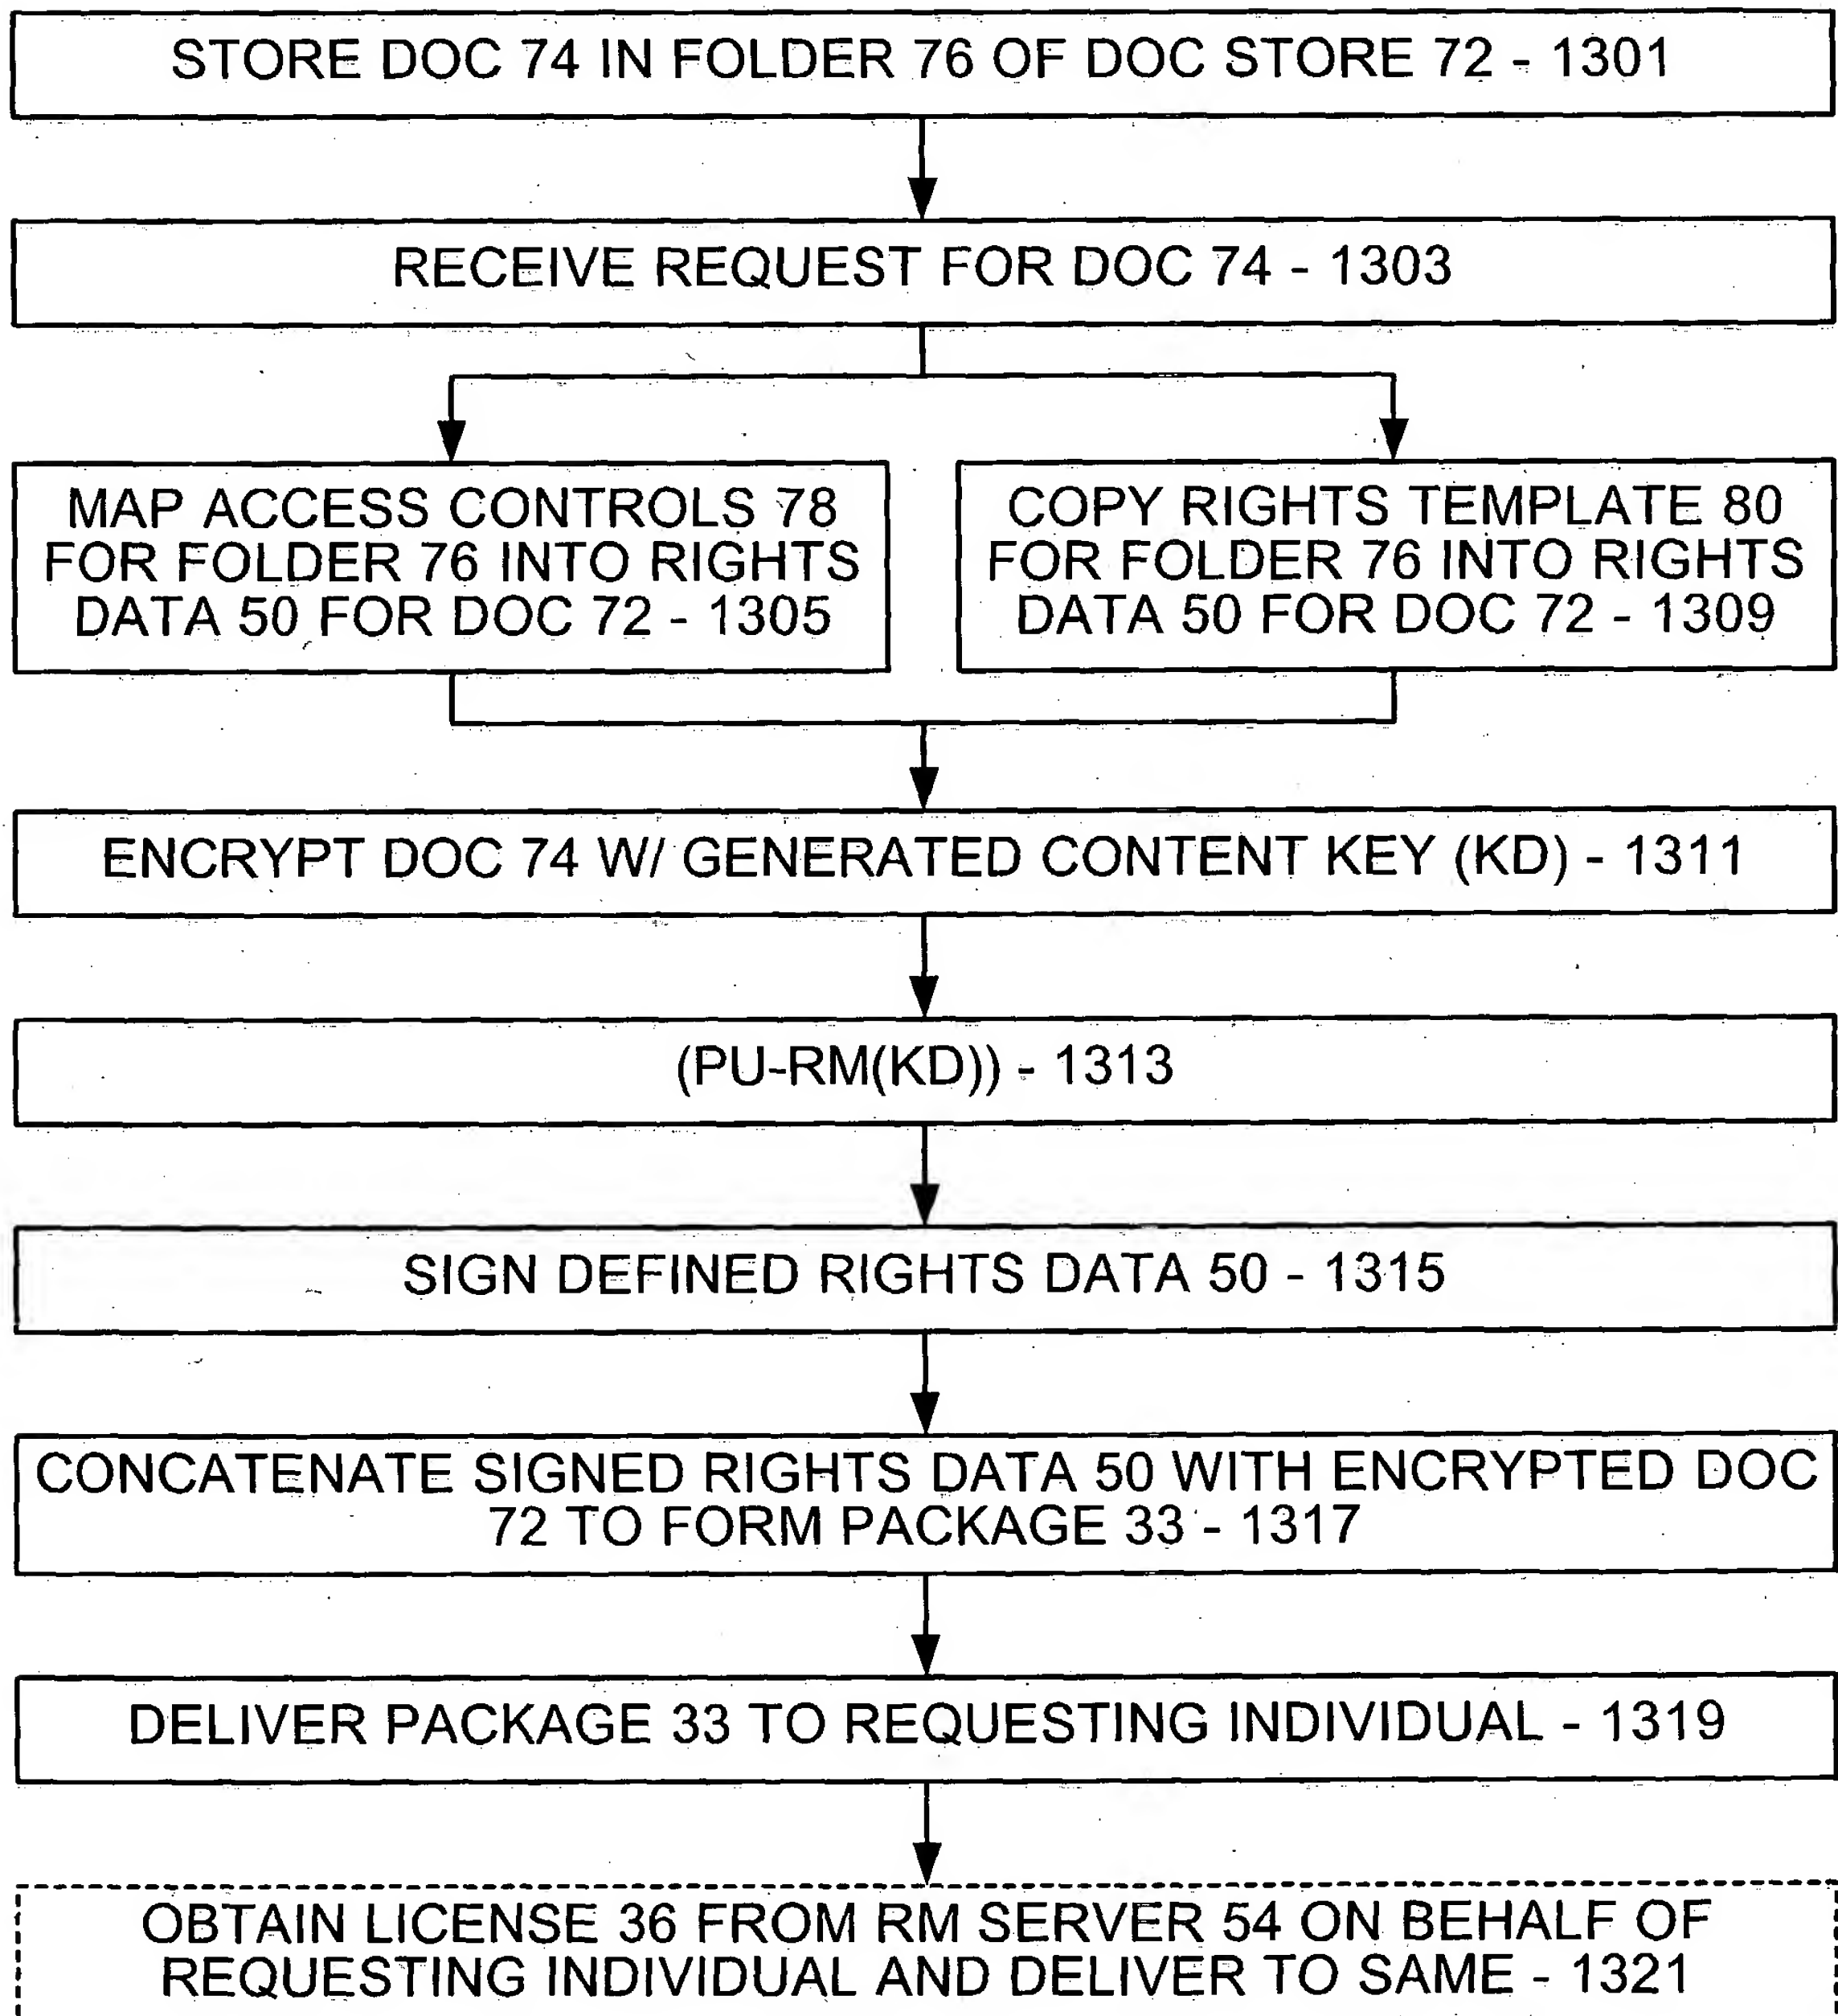 STORE DOC 74 IN FOLDER 76 OF DOC STORE 72 - 1301
RECEIVE REQUEST FOR DOC 74 - 1303
MAP ACCESS CONTROLS 78
FOR FOLDER 76 INTO RIGHTS
DATA 50 FOR DOC 72 - 1305
COPY RIGHTS TEMPLATE 80
FOR FOLDER 76 INTO RIGHTS
DATA 50 FOR DOC 72 - 1309
ENCRYPT DOC 74 W/ GENERATED CONTENT KEY (KD) - 1311
(PU-RM(KD)) - 1313
SIGN DEFINED RIGHTS DATA 50 - 1315
CONCATENATE SIGNED RIGHTS DATA 50 WITH ENCRYPTED DOC
72 TO FORM PACKAGE 33 - 1317
DELIVER PACKAGE 33 TO REQUESTING INDIVIDUAL - 1319
OBTAIN LICENSE 36 FROM RM SERVER 54 ON BEHALF OF
REQUESTING INDIVIDUAL AND DELIVER TO SAME - 1321